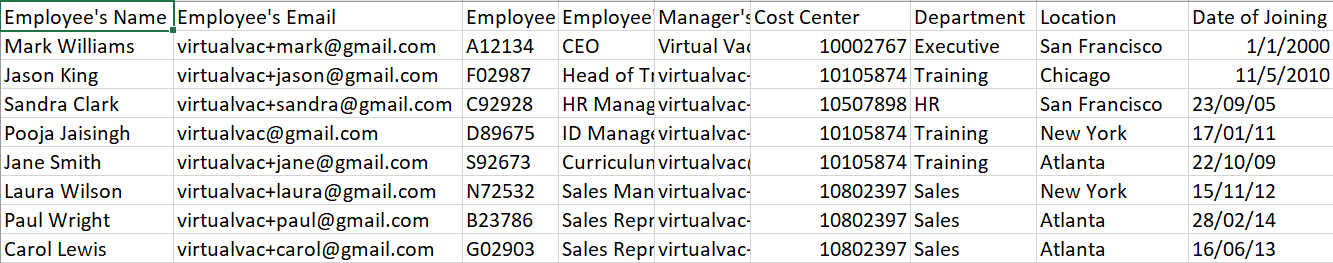 Employee's Name Employee's Email Employee Employee' Manager's Cost Center Department Location Date of Joining
Mark Williams virtualvac+mark@gmail.com A12134 CEO Virtual Vac 10002767 Executive San Francisco 1/1/2000
Jason King virtualvac+jason@gmail.com F02987 Head of Tr virtualvac- 10105874 Training Chicago 11/5/2010
Sandra Clark virtualvac+sandra@gmail.com C92928 HR Manag virtualvac- 10507898 HR San Francisco 23/09/05
Pooja Jaisingh virtualvac@gmail.com D89675 ID Manage virtualvac- 10105874 Training New York 17/01/11
Jane Smith virtualvac+jane@gmail.com S92673 Curriculum virtualvac 10105874 Training Atlanta 22/10/09
Laura Wilson virtualvac+laura@gmail.com N72532 Sales Man virtualvac- 10802397 Sales New York 15/11/12
Paul Wright virtualvac+paul@gmail.com B23786 Sales Repr virtualvac- 10802397 Sales Atlanta 28/02/14
Carol Lewis virtualvac+carol@gmail.com G02903 Sales Repr virtualvac- 10802397 Sales Atlanta 16/06/13